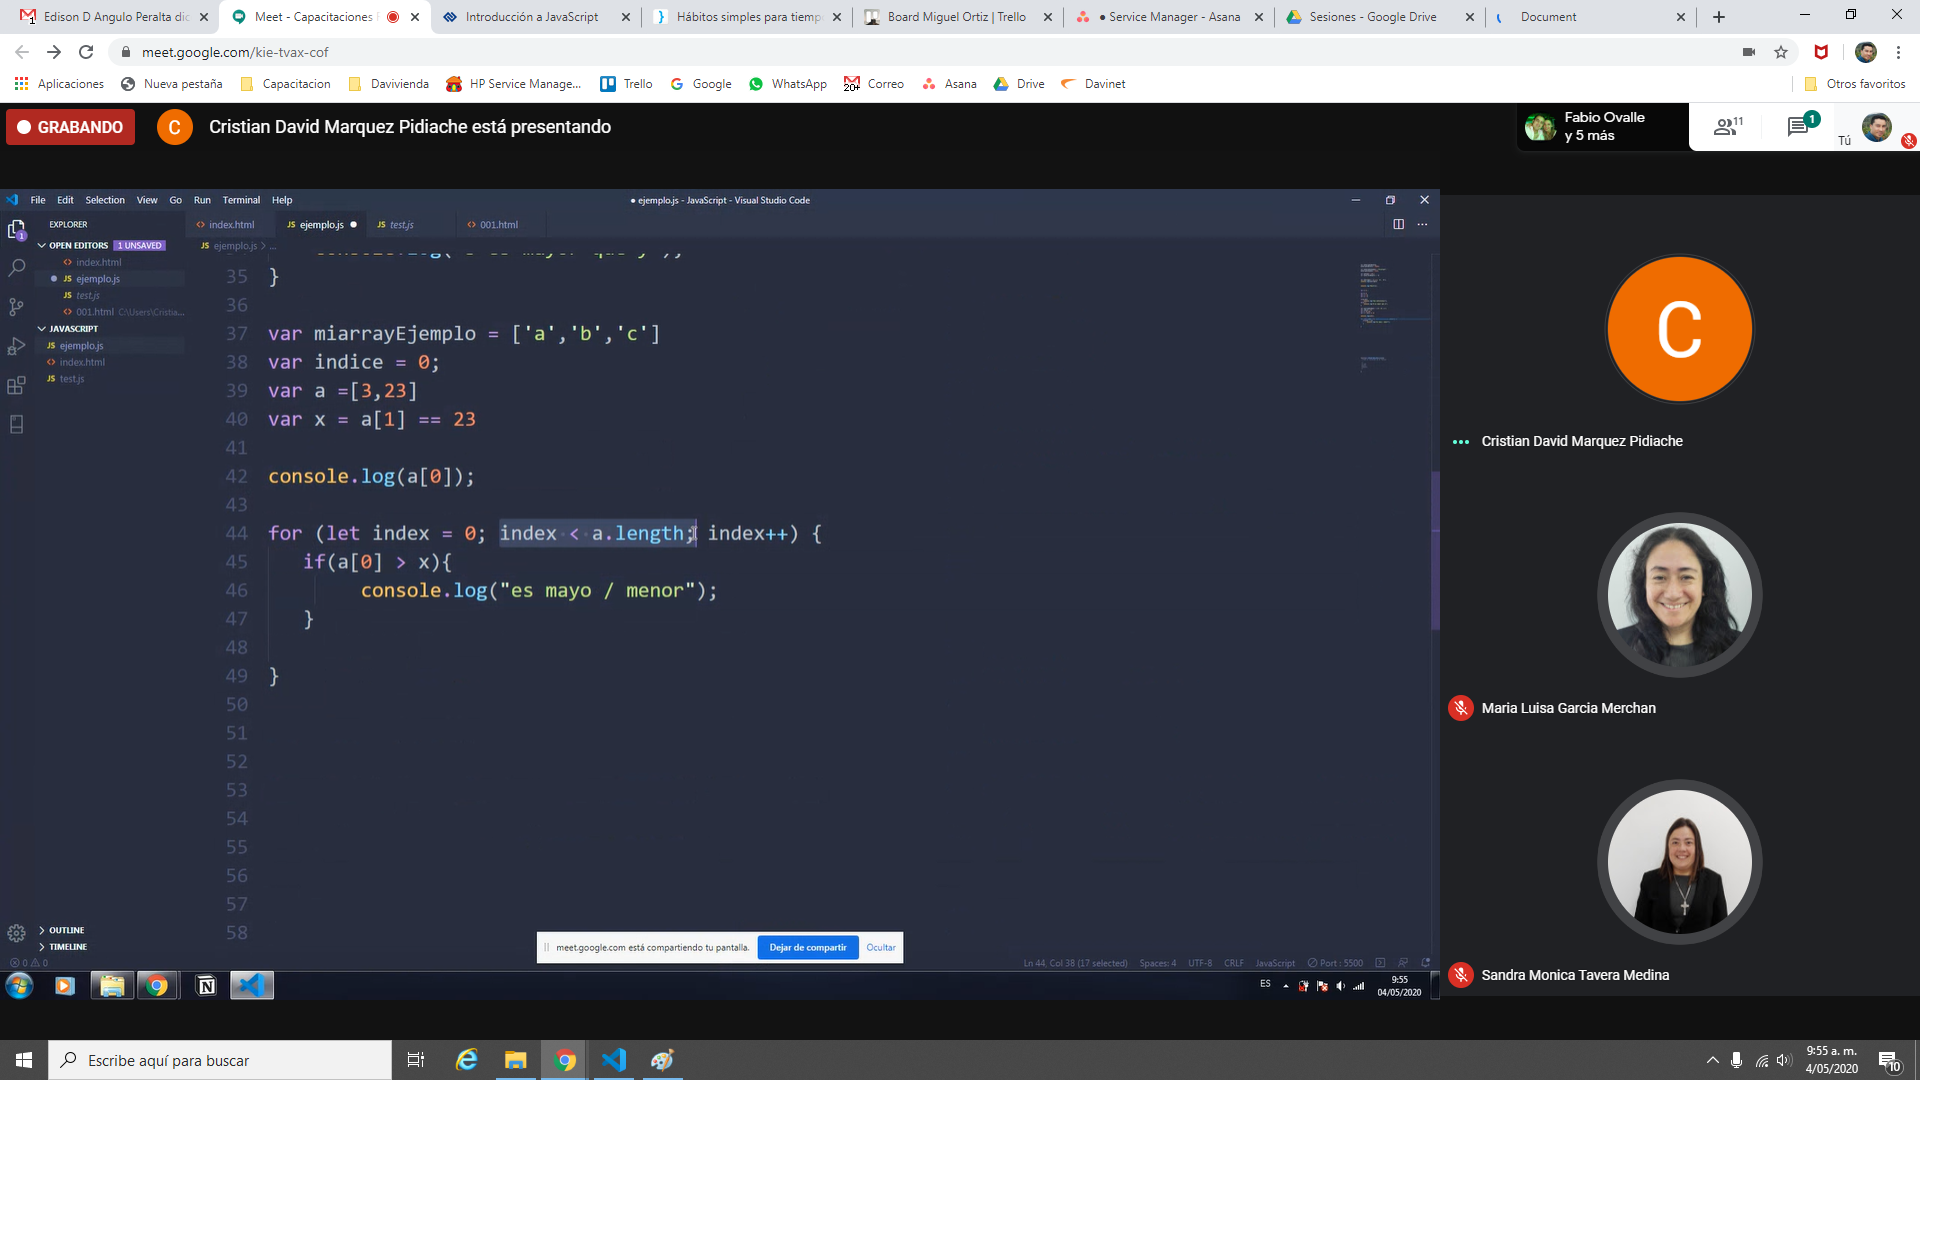 Edison D Angulo Peralta dic
Meet - Capacitaciones
Introducción a JavaScript
Hábitos simples para tiemp
Board Miguel Ortiz | Trello
● Service Manager - Asana
Sesiones - Google Drive
Document
meet.google.com/kie-tvax-cof
Aplicaciones
Nueva pestaña
Capacitacion
Davivienda
HP Service Manage...
Trello
Google
WhatsApp
20+
Correo
Asana
Drive
Davinet
Otros favoritos
GRABANDO
C
Cristian David Marquez Pidiache está presentando
Fabio Ovalle
y 5 más
11
1
Tú
File Edit Selection View Go Run Terminal Help
● ejemplo.js - JavaScript - Visual Studio Code
EXPLORER
<> index.html
JS ejemplo.js ●
JS test.js
<> 001.html
OPEN EDITORS 1 UNSAVED
JS ejemplo.js > ...
<> index.html
● JS ejemplo.js
JS test.js
<> 001.html C:\Users\Cristia...
JAVASCRIPT
JS ejemplo.js
<> index.html
JS test.js
35 }
36
37 var miarrayEjemplo = ['a','b','c']
38 var indice = 0;
39 var a =[3,23]
40 var x = a[1] == 23
41
42 console.log(a[0]);
43
44 for (let index = 0; index < a.length; index++) {
45 if(a[0] > x){
46 console.log("es mayo / menor");
47 }
48
49 }
50
51
52
53
54
55
56
57
58
OUTLINE
TIMELINE
0 0
meet.google.com está compartiendo tu pantalla.
Dejar de compartir
Ocultar
Ln 44, Col 38 (17 selected) Spaces: 4 UTF-8 CRLF JavaScript Port : 5500
ES
9:55
04/05/2020
C
Cristian David Marquez Pidiache
Maria Luisa Garcia Merchan
Sandra Monica Tavera Medina
Escribe aquí para buscar
9:55 a. m.
4/05/2020
10